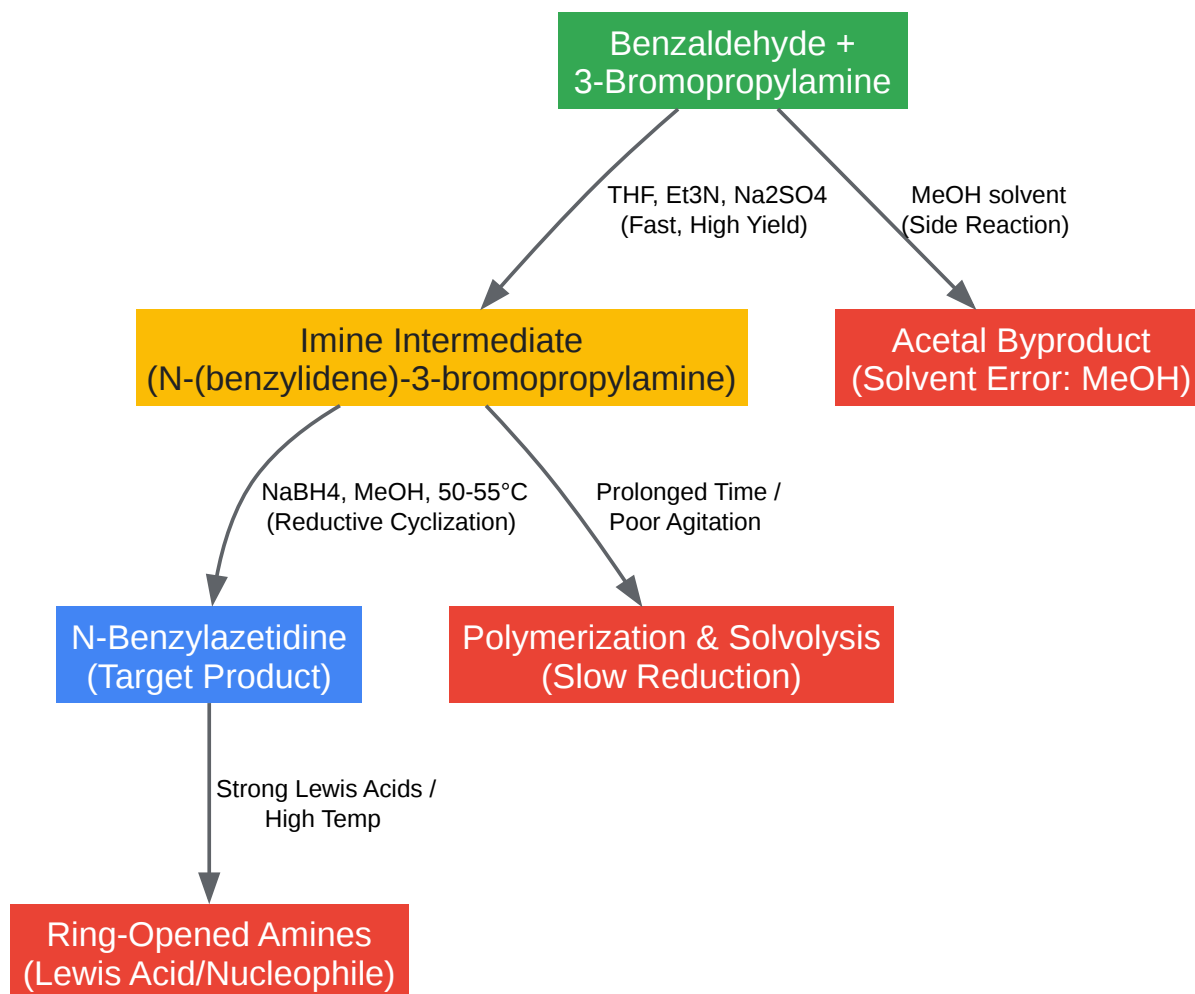 Benzaldehyde +
3-Bromopropylamine
THF, Et3N, Na2SO4
(Fast, High Yield)
MeOH solvent
(Side Reaction)
Imine Intermediate
(N-(benzylidene)-3-bromopropylamine)
Acetal Byproduct
(Solvent Error: MeOH)
NaBH4, MeOH, 50-55°C
(Reductive Cyclization)
Prolonged Time /
Poor Agitation
N-Benzylazetidine
(Target Product)
Polymerization & Solvolysis
(Slow Reduction)
Strong Lewis Acids /
High Temp
Ring-Opened Amines
(Lewis Acid/Nucleophile)